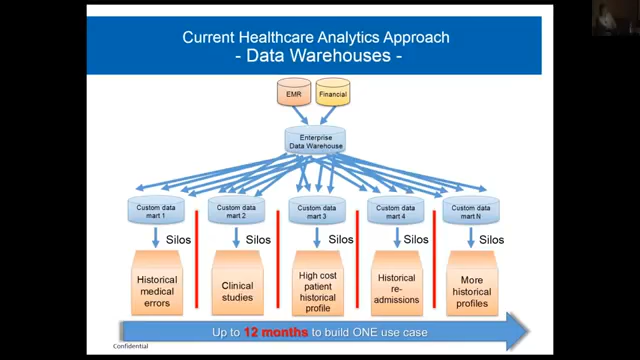 Current Healthcare Analytics Approach
- Data Warehouses -
EMR
Financial
Enterprise
Data Warehouse
Custom data
mart 1
Custom data
mart 2
Custom data
mart 3
Custom data
mart 4
Custom data
mart N
Silos
Silos
Silos
Silos
Silos
Historical
medical
errors
Clinical
studies
High cost
patient
historical
profile
Historical
re-
admissions
More
historical
profiles
Up to 12 months to build ONE use case
Confidential